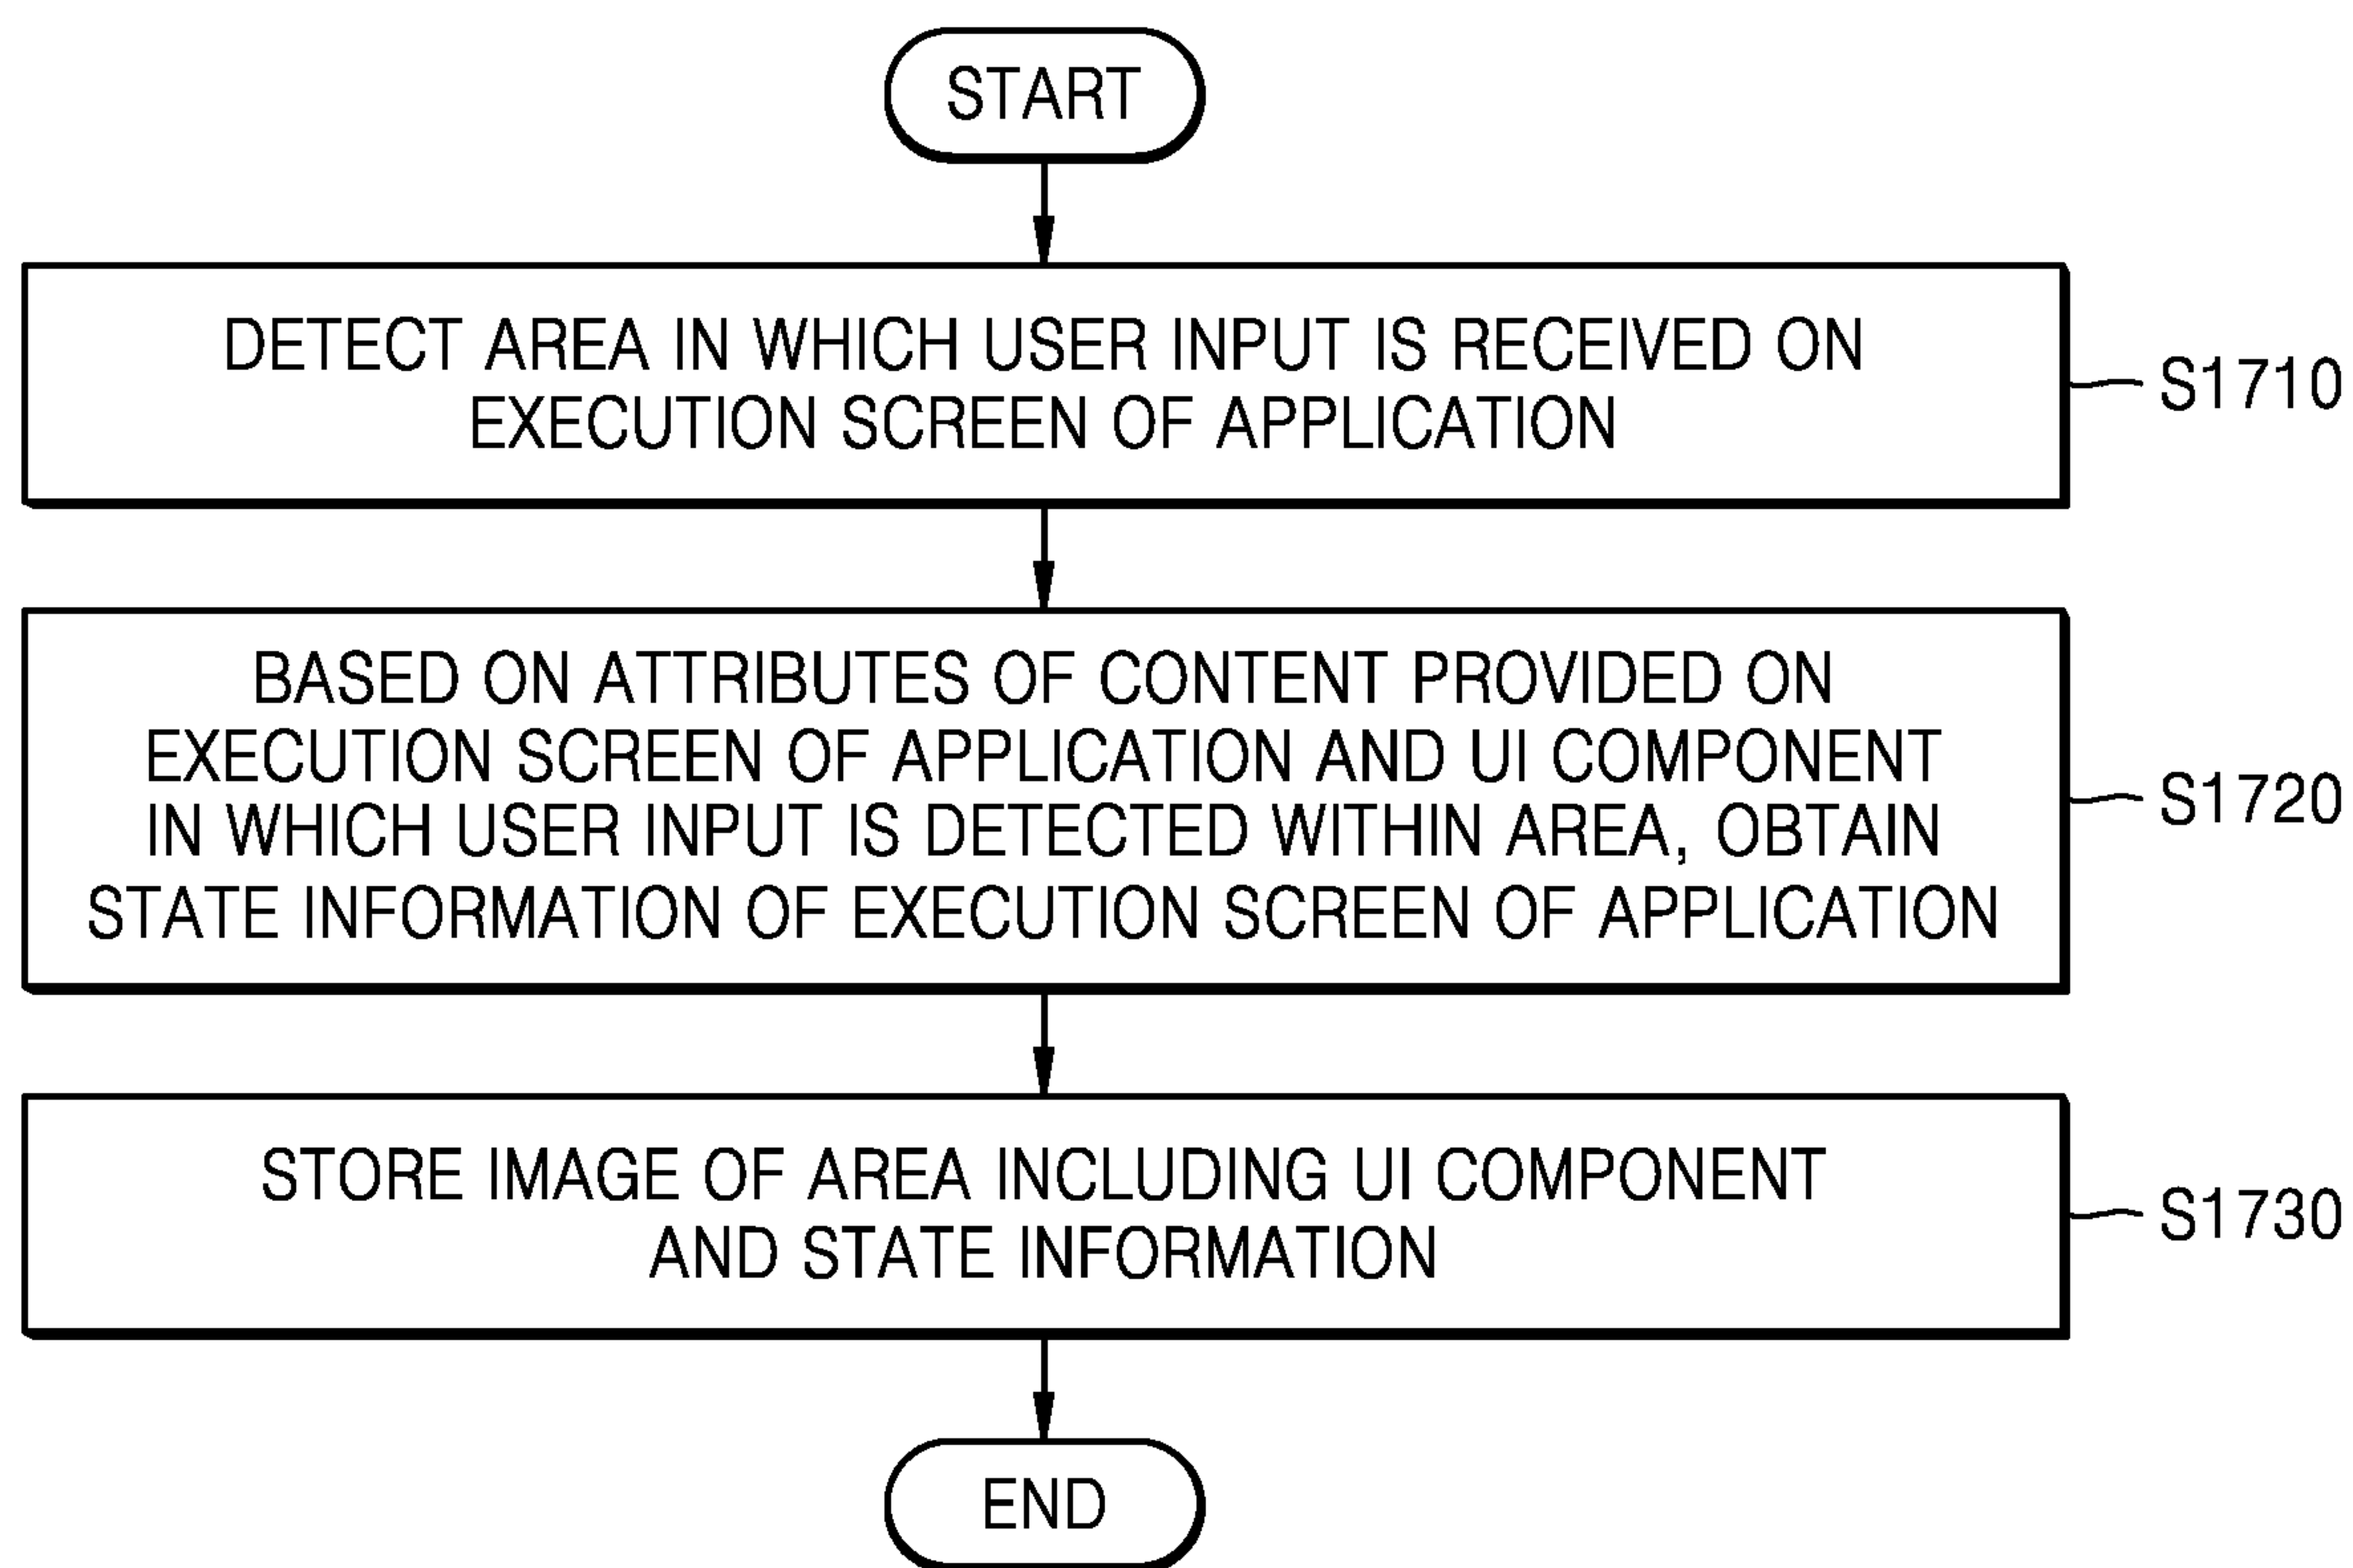 START
DETECT AREA IN WHICH USER INPUT IS RECEIVED ON
EXECUTION SCREEN OF APPLICATION
S1710
BASED ON ATTRIBUTES OF CONTENT PROVIDED ON
EXECUTION SCREEN OF APPLICATION AND UI COMPONENT
IN WHICH USER INPUT IS DETECTED WITHIN AREA, OBTAIN
STATE INFORMATION OF EXECUTION SCREEN OF APPLICATION
S1720
STORE IMAGE OF AREA INCLUDING UI COMPONENT
AND STATE INFORMATION
S1730
END